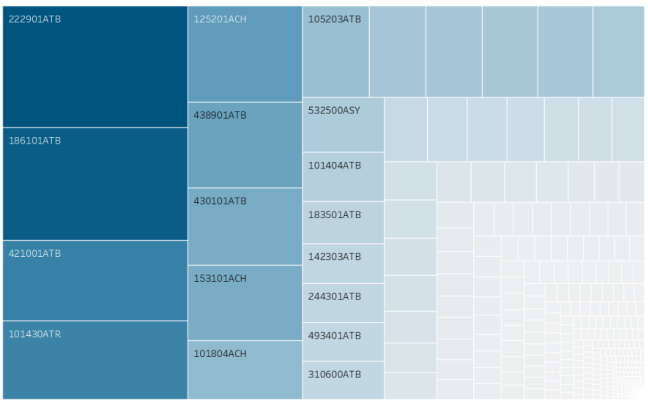 222901ATB
186101ATB
421001ATB
101430ATR
125201ACH
438901ATB
430101ATB
153101ACH
101804ACH
105203ATB
532500ASY
101404ATB
183501ATB
142303ATB
244301ATB
493401ATB
310600ATB